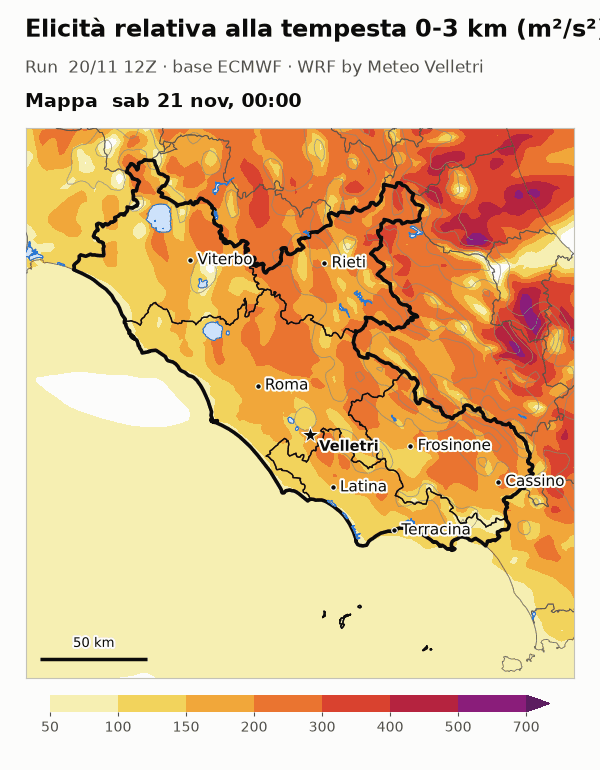 Elicità relativa alla tempesta 0-3 km (m²/s²)
Run  20/11 12Z · base ECMWF · WRF by Meteo Velletri
Mappa  sab 21 nov, 00:00
Viterbo
Rieti
Roma
Velletri
Frosinone
Latina
Cassino
Terracina
50 km
50 100 150 200 300 400 500 700